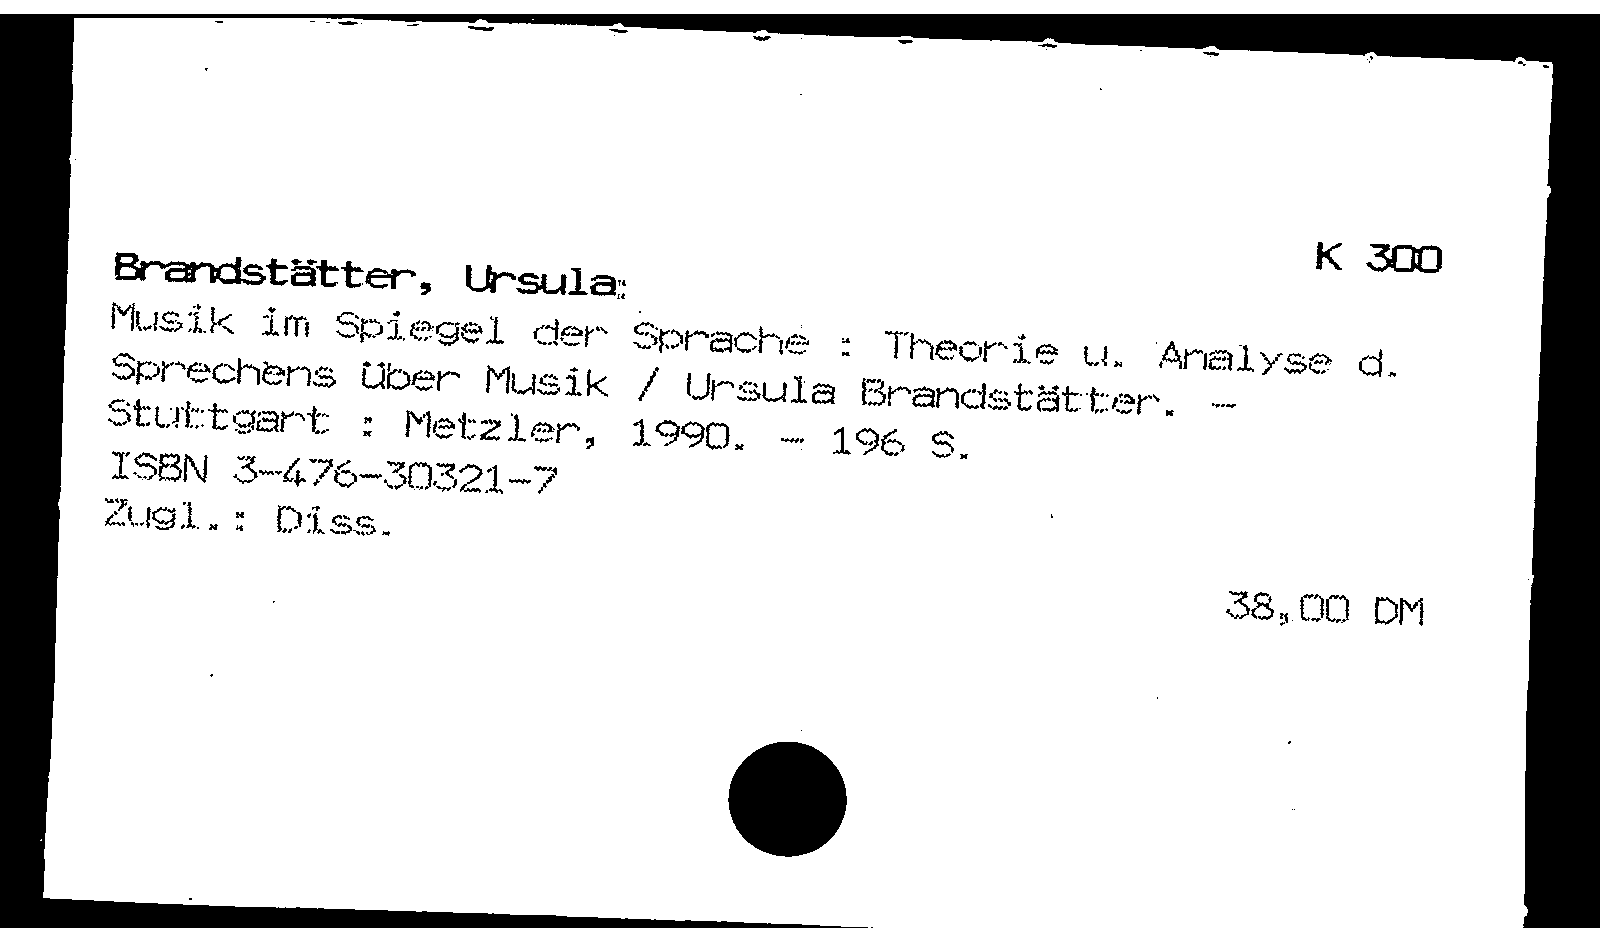 K 300
Brandstätter, Ursula:
Musik im Spiegel der Sprache : Theorie u. Analyse d.
Sprechens über Musik / Ursula Brandstätter. -
Stuttgart : Metzler, 1990. - 196 S.
ISBN 3-476-30321-7
Zugl.: Diss.
38,00 DM